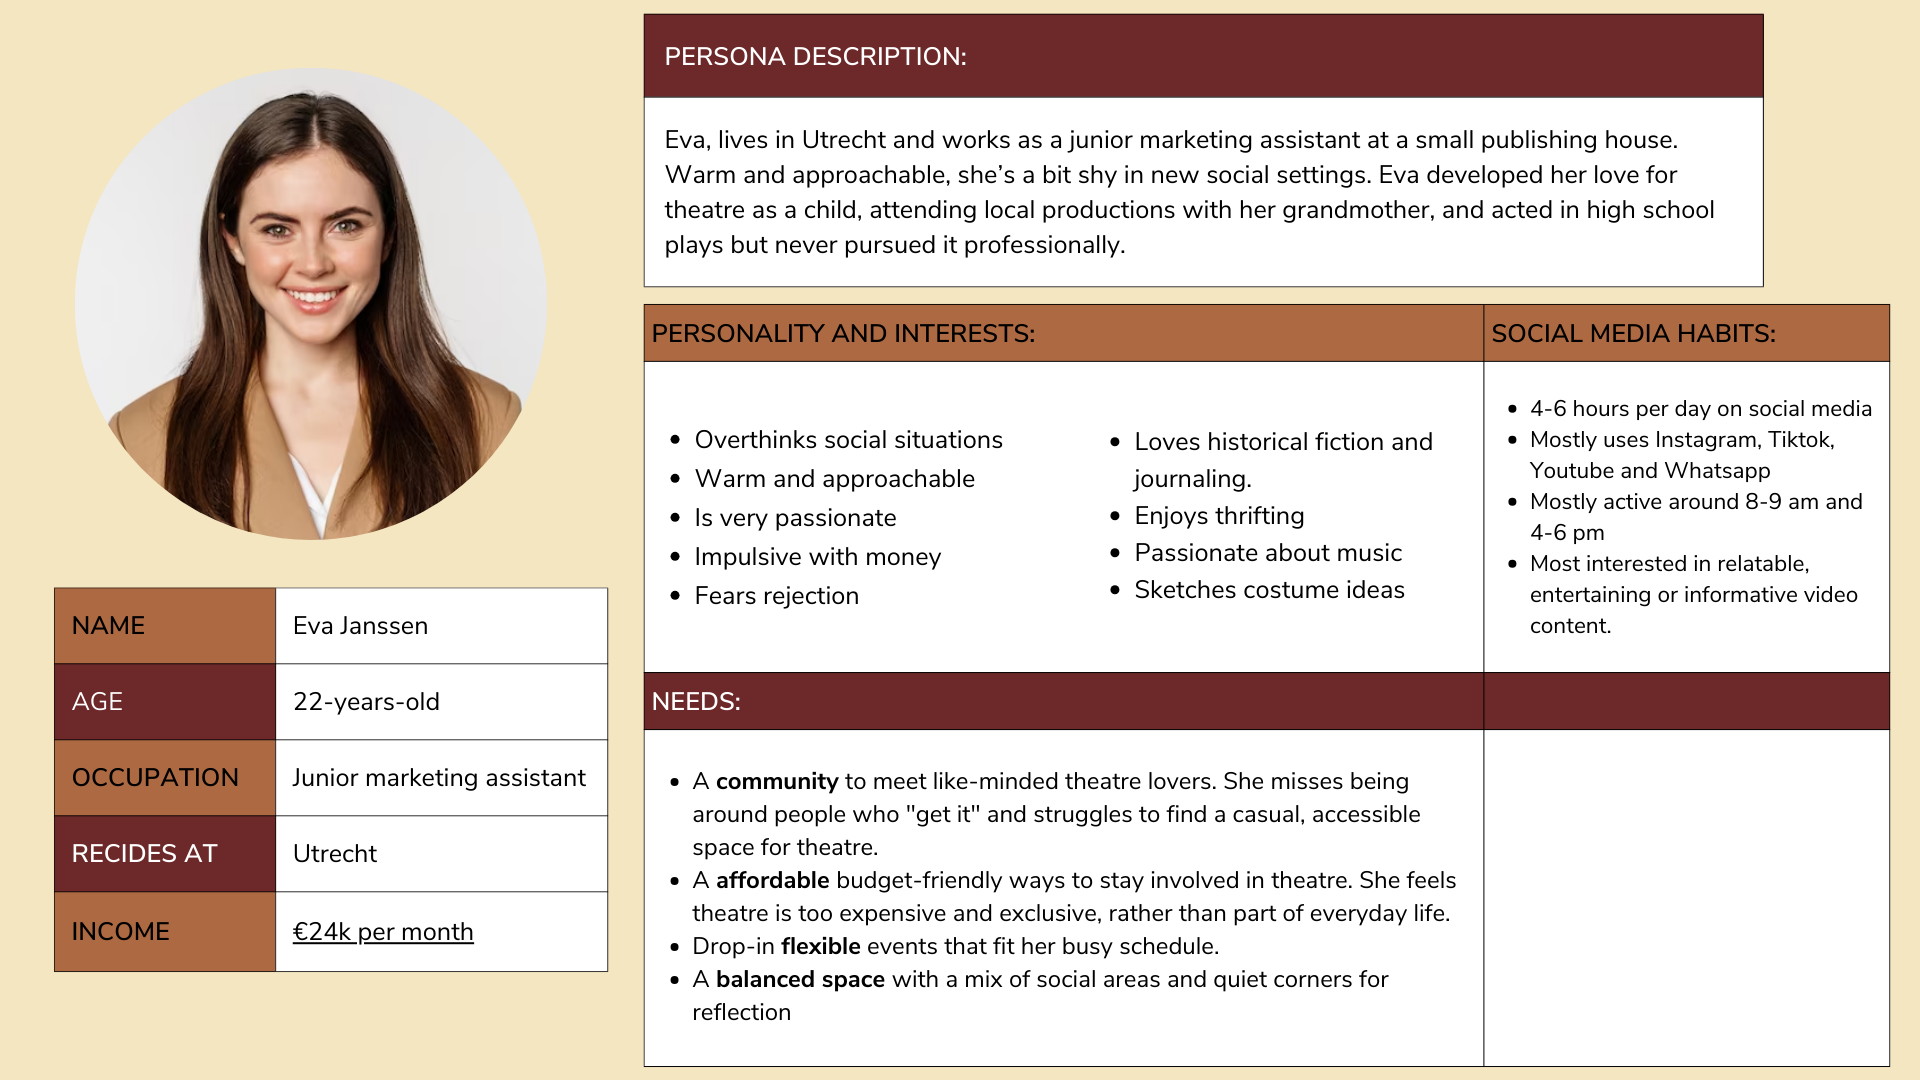 PERSONA DESCRIPTION:
Eva, lives in Utrecht and works as a junior marketing assistant at a small publishing house.
Warm and approachable, she’s a bit shy in new social settings. Eva developed her love for
theatre as a child, attending local productions with her grandmother, and acted in high school
plays but never pursued it professionally.
NAME
Eva Janssen
AGE
22-years-old
OCCUPATION
Junior marketing assistant
RECIDES AT
Utrecht
INCOME
€24k per month
PERSONALITY AND INTERESTS:
• Overthinks social situations
• Warm and approachable
• Is very passionate
• Impulsive with money
• Fears rejection
• Loves historical fiction and
journaling.
• Enjoys thrifting
• Passionate about music
• Sketches costume ideas
SOCIAL MEDIA HABITS:
• 4-6 hours per day on social media
• Mostly uses Instagram, Tiktok,
Youtube and Whatsapp
• Mostly active around 8-9 am and
4-6 pm
• Most interested in relatable,
entertaining or informative video
content.
NEEDS:
• A community to meet like-minded theatre lovers. She misses being
around people who "get it" and struggles to find a casual, accessible
space for theatre.
• A affordable budget-friendly ways to stay involved in theatre. She feels
theatre is too expensive and exclusive, rather than part of everyday life.
• Drop-in flexible events that fit her busy schedule.
• A balanced space with a mix of social areas and quiet corners for
reflection